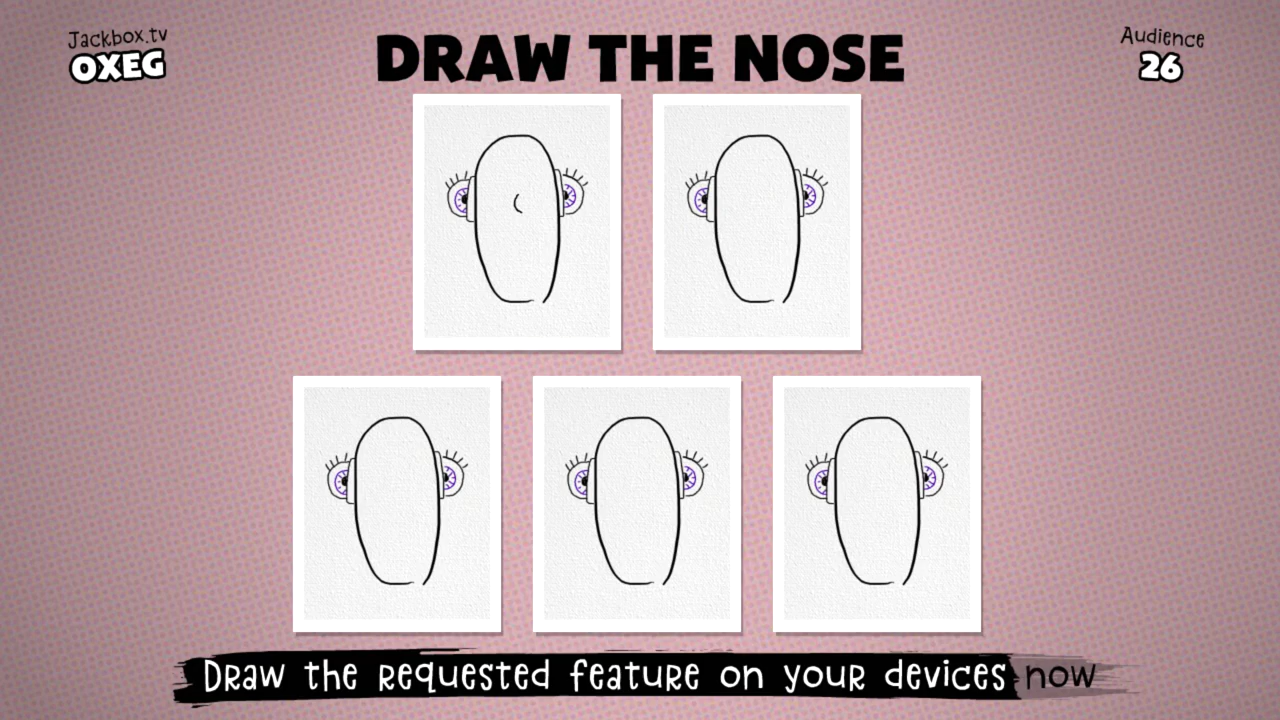 Jackbox.tv
OXEG
DRAW THE NOSE
Audience
26
Draw the requested feature on your devices now